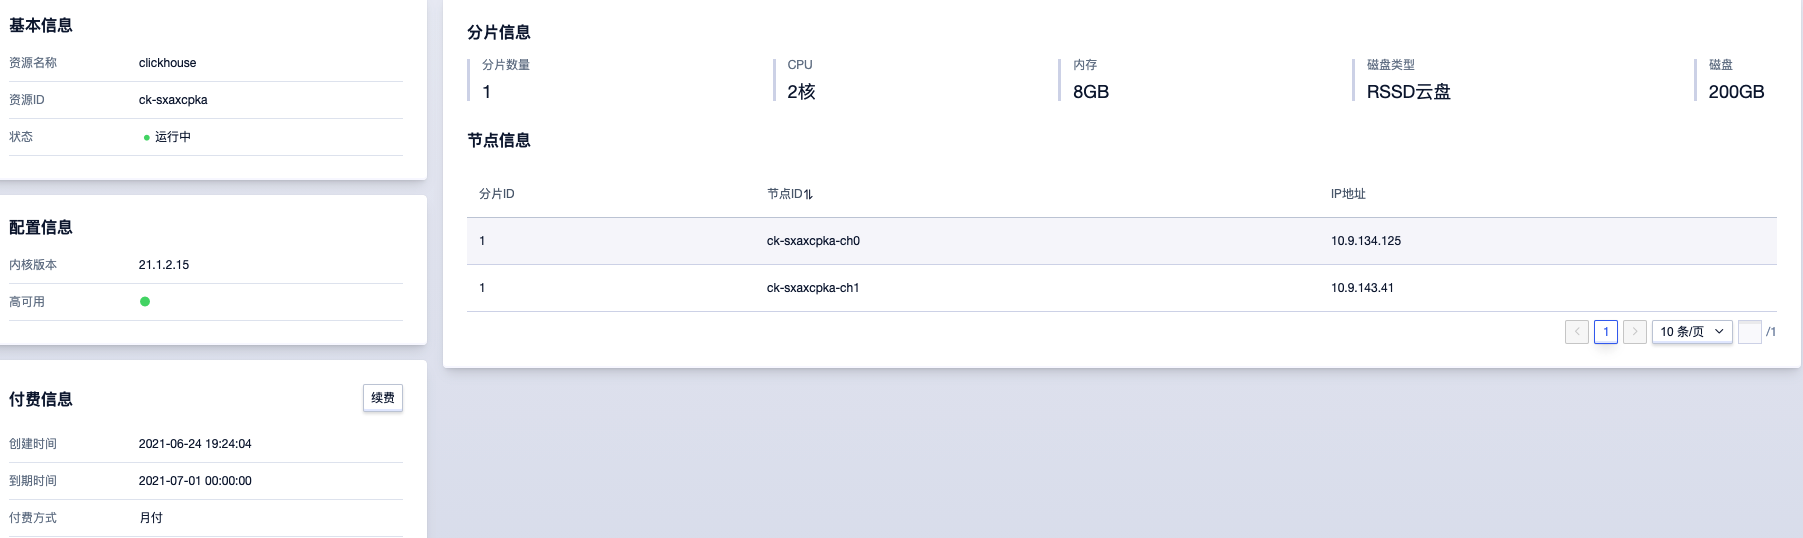 基本信息
资源名称 clickhouse
资源ID ck-sxaxcpka
状态 运行中
配置信息
内核版本 21.1.2.15
高可用
付费信息 续费
创建时间 2021-06-24 19:24:04
到期时间 2021-07-01 00:00:00
付费方式 月付
分片信息
分片数量 CPU 内存 磁盘类型 磁盘
1 2核 8GB RSSD云盘 200GB
节点信息
分片ID 节点ID IP地址
1 ck-sxaxcpka-ch0 10.9.134.125
1 ck-sxaxcpka-ch1 10.9.143.41
1 10 条/页 /1